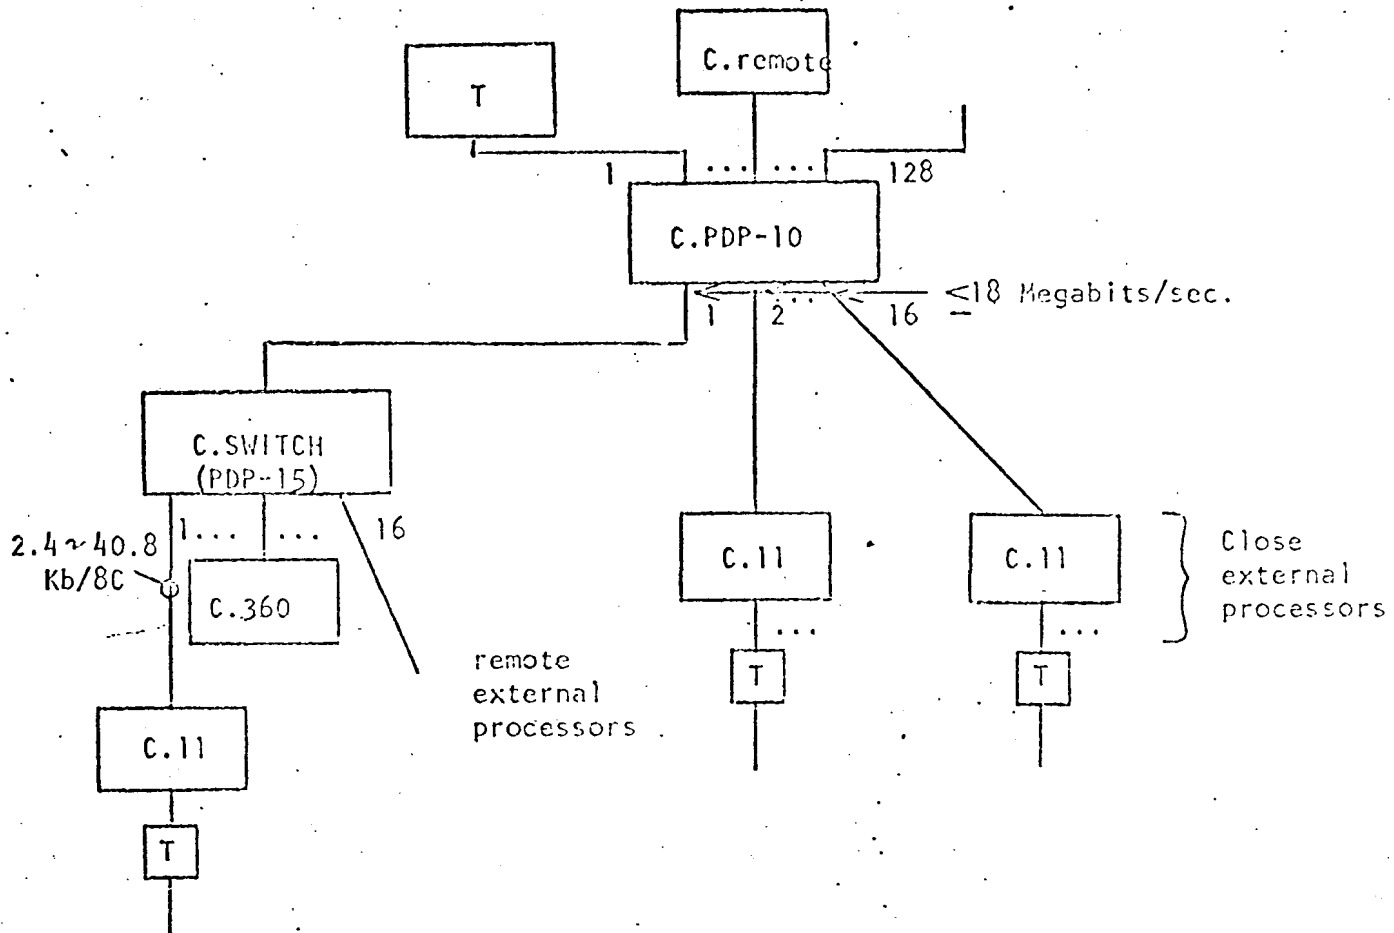 C.remote
T
1 ... ... 128
C.PDP-10
≤18 Megabits/sec.
1 2 ... 16
C.SWITCH
(PDP-15)
1... ... 16
2.4~40.8
Kb/8C
C.360
C.11
C.11
Close
external
processors
... ...
remote
external
processors
T
T
C.11
T